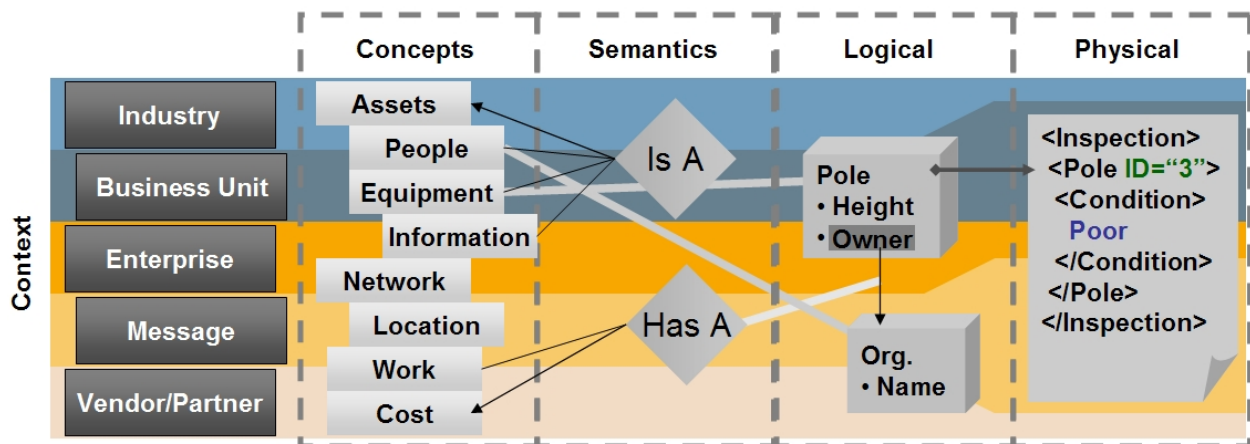 Concepts
Semantics
Logical
Physical
Context
Industry
Business Unit
Enterprise
Message
Vendor/Partner
Assets
People
Equipment
Information
Network
Location
Work
Cost
Is A
Has A
Pole
• Height
• Owner
Org.
• Name
<Inspection>
<Pole ID=“3”>
<Condition>
Poor
</Condition>
</Pole>
</Inspection>